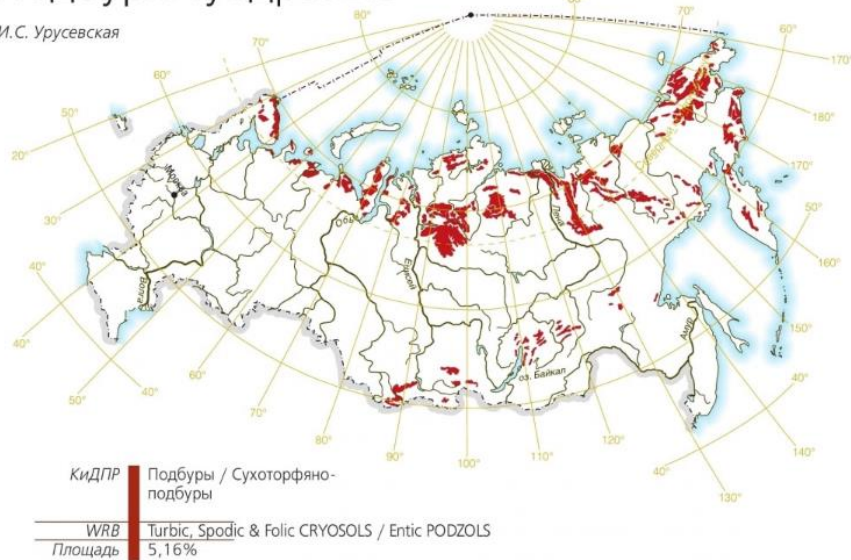 И.С. Урусевская
60°
70°
60°
170°
80°
70°
60°
50°
20°
180°
Москва
170°
30°
Обь
Лена
50°
40°
Енисей
160°
Волга
Амур
150°
40°
оз. Байкал
40°
50°
40°
60°
70°
80°
90°
100°
110°
120°
40°
130°
140°
КиДПР Подбуры / Сухоторфяно-
подбуры
WRB Turbic, Spodic & Folic CRYOSOLS / Entic PODZOLS
Площадь 5,16%